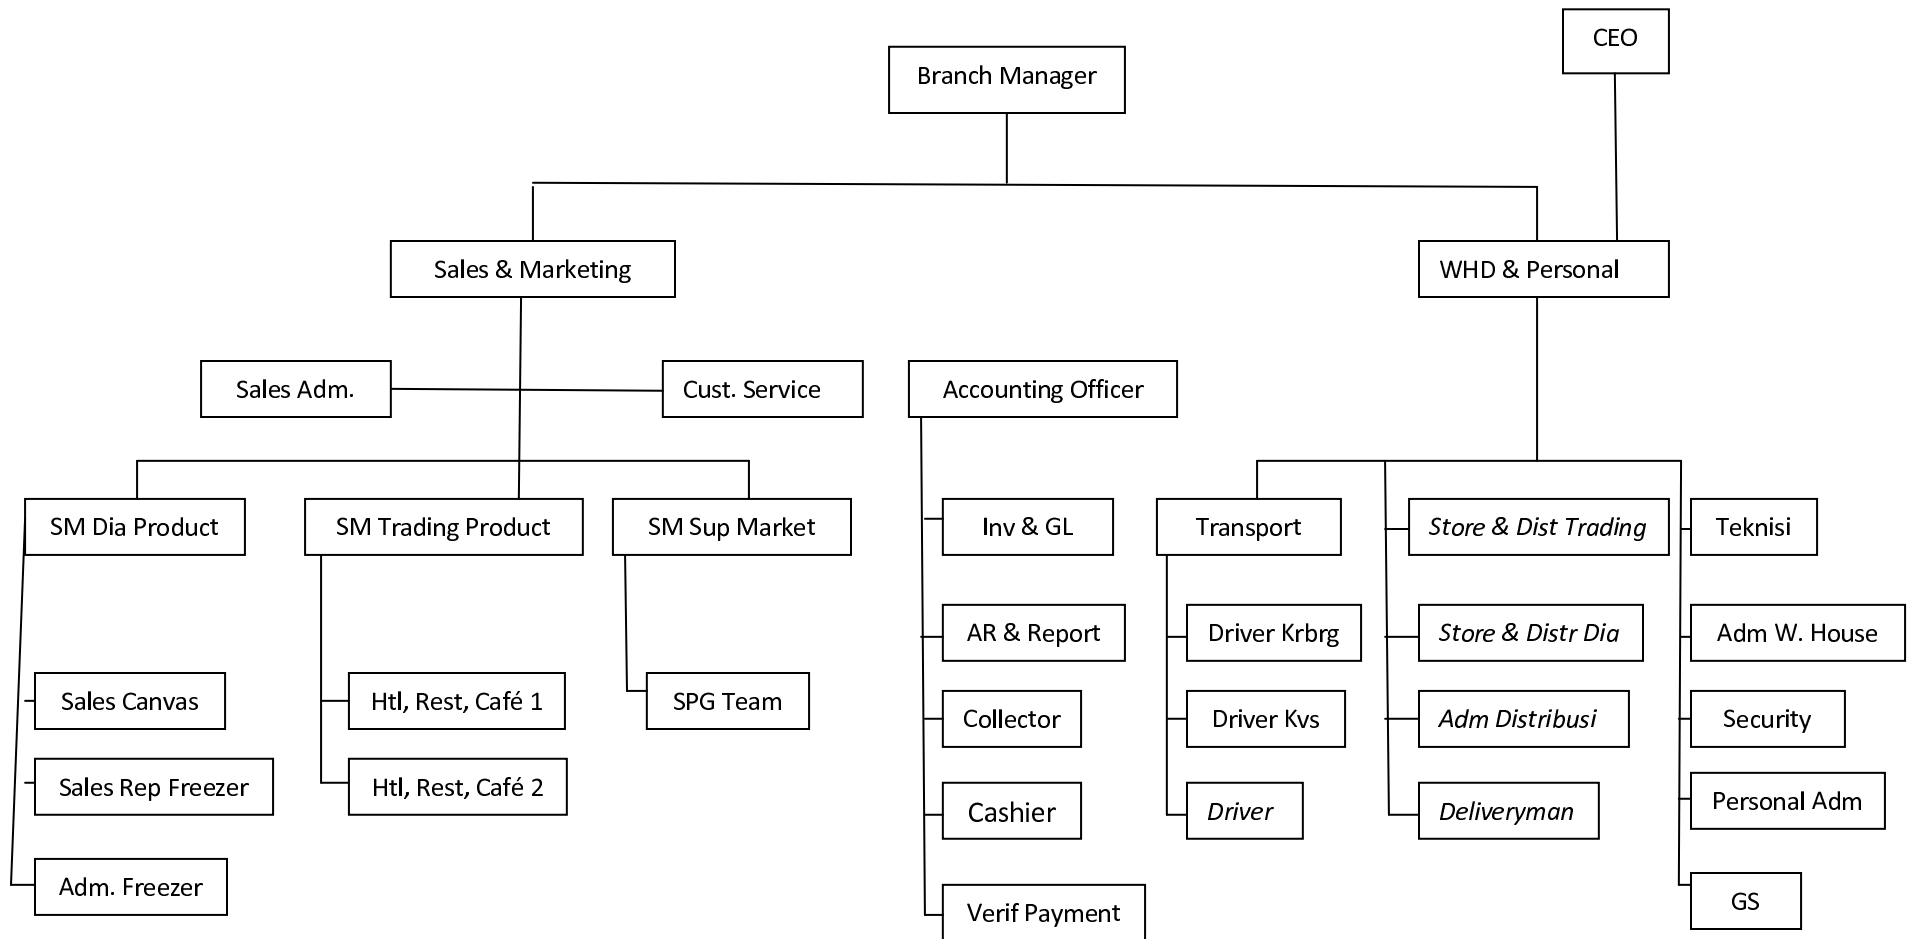 CEO
Branch Manager
Sales & Marketing
WHD & Personal
Sales Adm.
Cust. Service
Accounting Officer
SM Dia Product
SM Trading Product
SM Sup Market
Inv & GL
Transport
Store & Dist Trading
Teknisi
AR & Report
Driver Krbrg
Store & Distr Dia
Adm W. House
Sales Canvas
Htl, Rest, Café 1
SPG Team
Collector
Driver Kvs
Adm Distribusi
Security
Sales Rep Freezer
Htl, Rest, Café 2
Cashier
Driver
Deliveryman
Personal Adm
Adm. Freezer
Verif Payment
GS